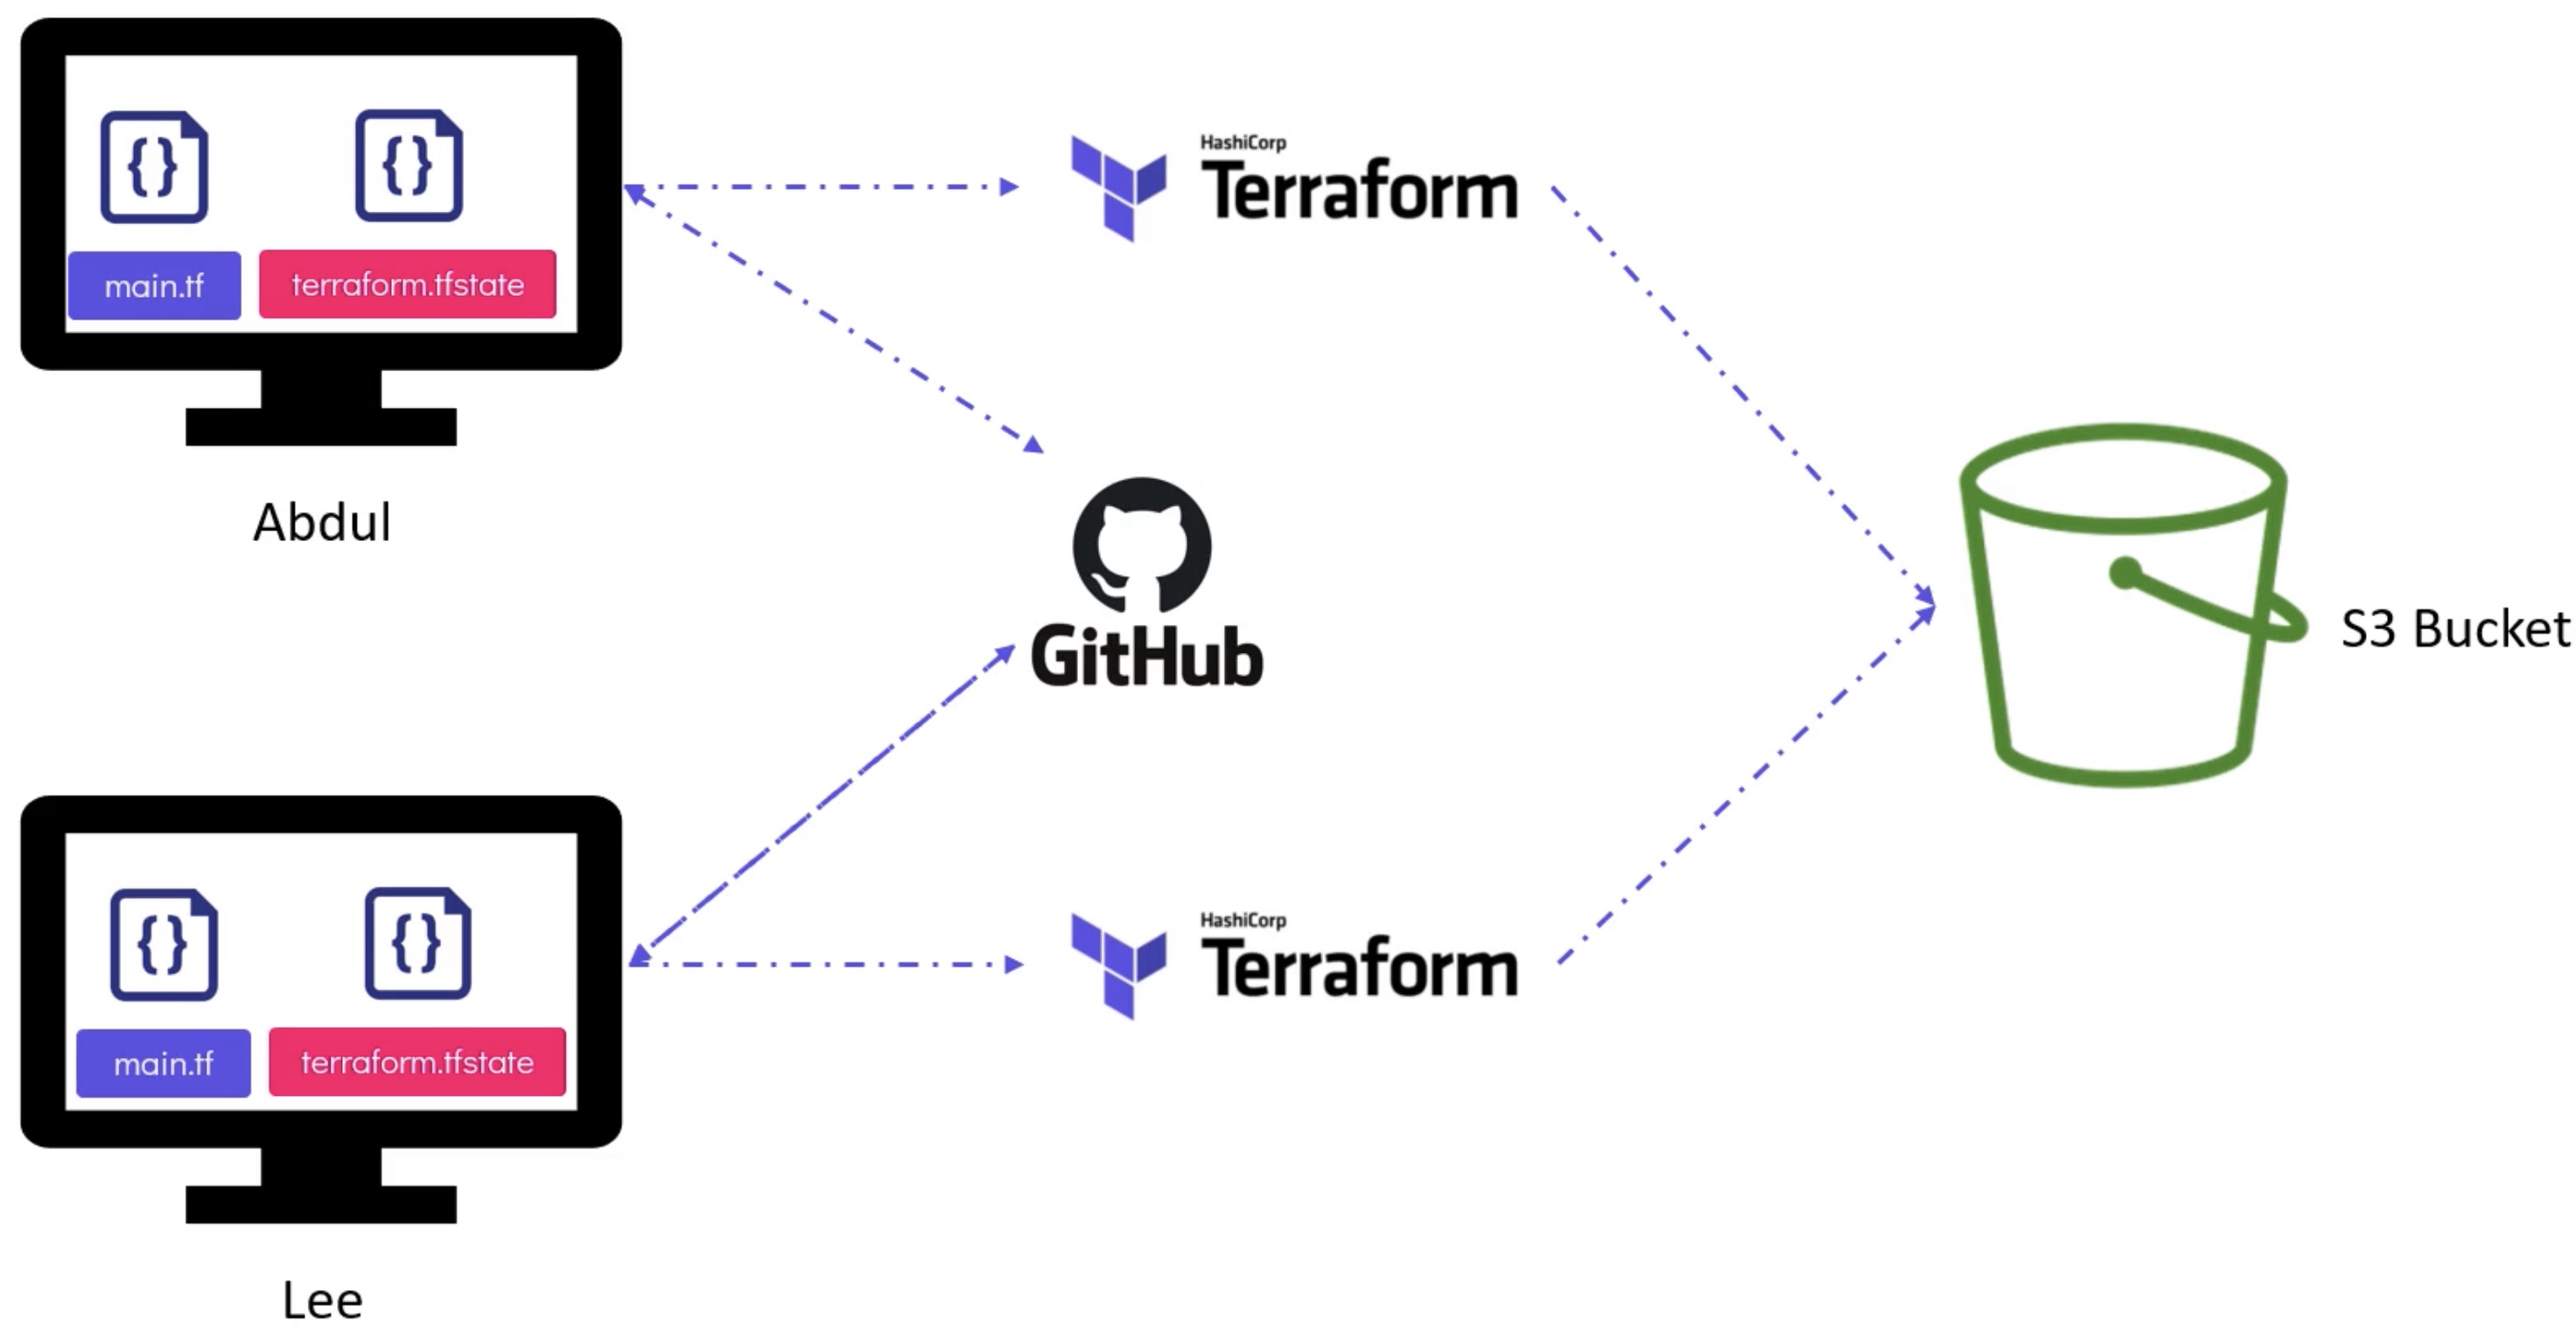 main.tf
terraform.tfstate
Abdul
HashiCorp
Terraform
GitHub
S3 Bucket
main.tf
terraform.tfstate
Lee
HashiCorp
Terraform